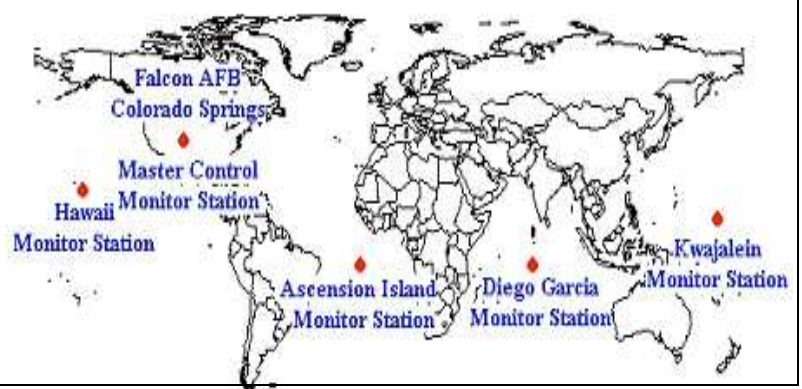 Falcon AFB
Colorado Springs
Master Control
Monitor Station
Hawaii
Monitor Station
Ascension Island
Monitor Station
Diego Garcia
Monitor Station
Kwajalein
Monitor Station